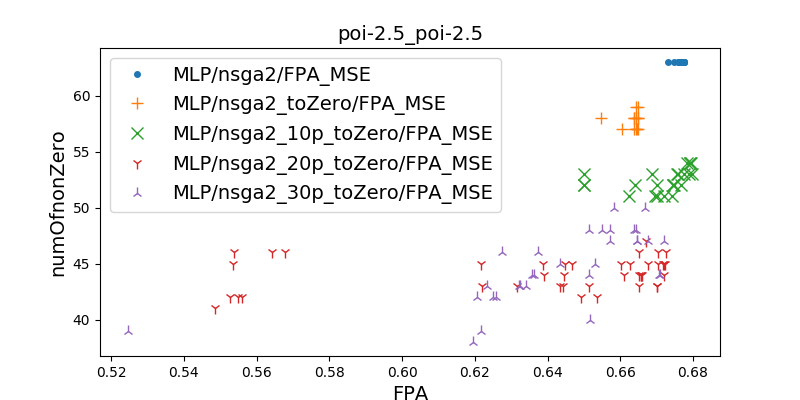 poi-2.5_poi-2.5
MLP/nsga2/FPA_MSE
MLP/nsga2_toZero/FPA_MSE
MLP/nsga2_10p_toZero/FPA_MSE
MLP/nsga2_20p_toZero/FPA_MSE
MLP/nsga2_30p_toZero/FPA_MSE
numOfnonZero
60
55
50
45
40
0.52 0.54 0.56 0.58 0.60 0.62 0.64 0.66 0.68
FPA